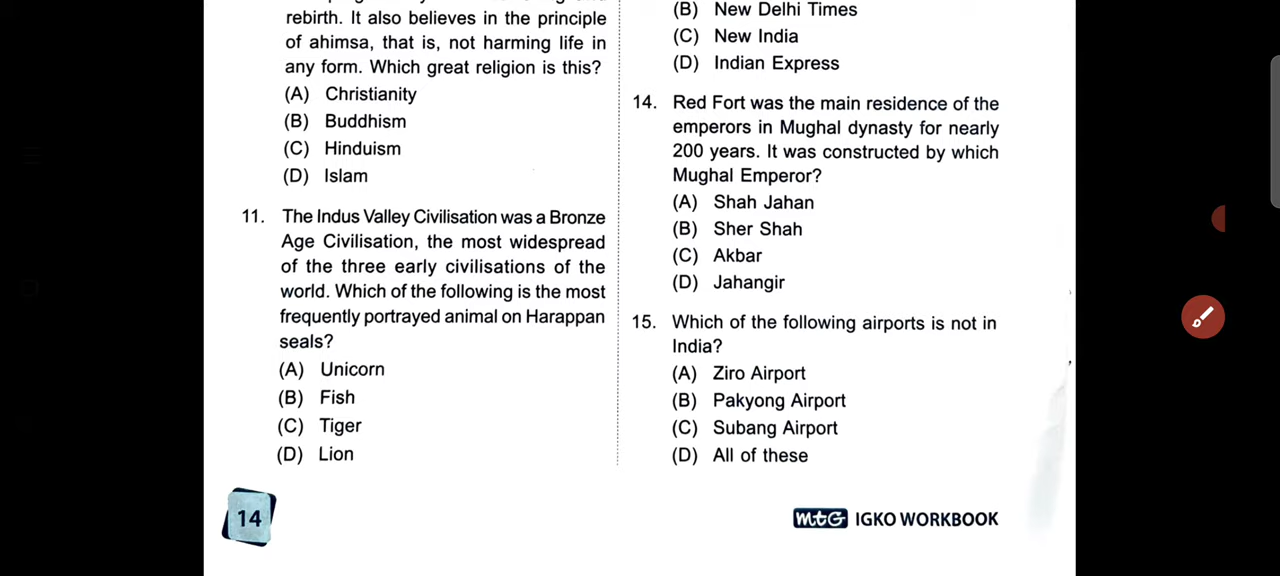 rebirth. It also believes in the principle
of ahimsa, that is, not harming life in
any form. Which great religion is this?
(A) Christianity
(B) Buddhism
(C) Hinduism
(D) Islam
11. The Indus Valley Civilisation was a Bronze
Age Civilisation, the most widespread
of the three early civilisations of the
world. Which of the following is the most
frequently portrayed animal on Harappan
seals?
(A) Unicorn
(B) Fish
(C) Tiger
(D) Lion
(B) New Delhi Times
(C) New India
(D) Indian Express
14. Red Fort was the main residence of the
emperors in Mughal dynasty for nearly
200 years. It was constructed by which
Mughal Emperor?
(A) Shah Jahan
(B) Sher Shah
(C) Akbar
(D) Jahangir
15. Which of the following airports is not in
India?
(A) Ziro Airport
(B) Pakyong Airport
(C) Subang Airport
(D) All of these
14
mtG IGKO WORKBOOK